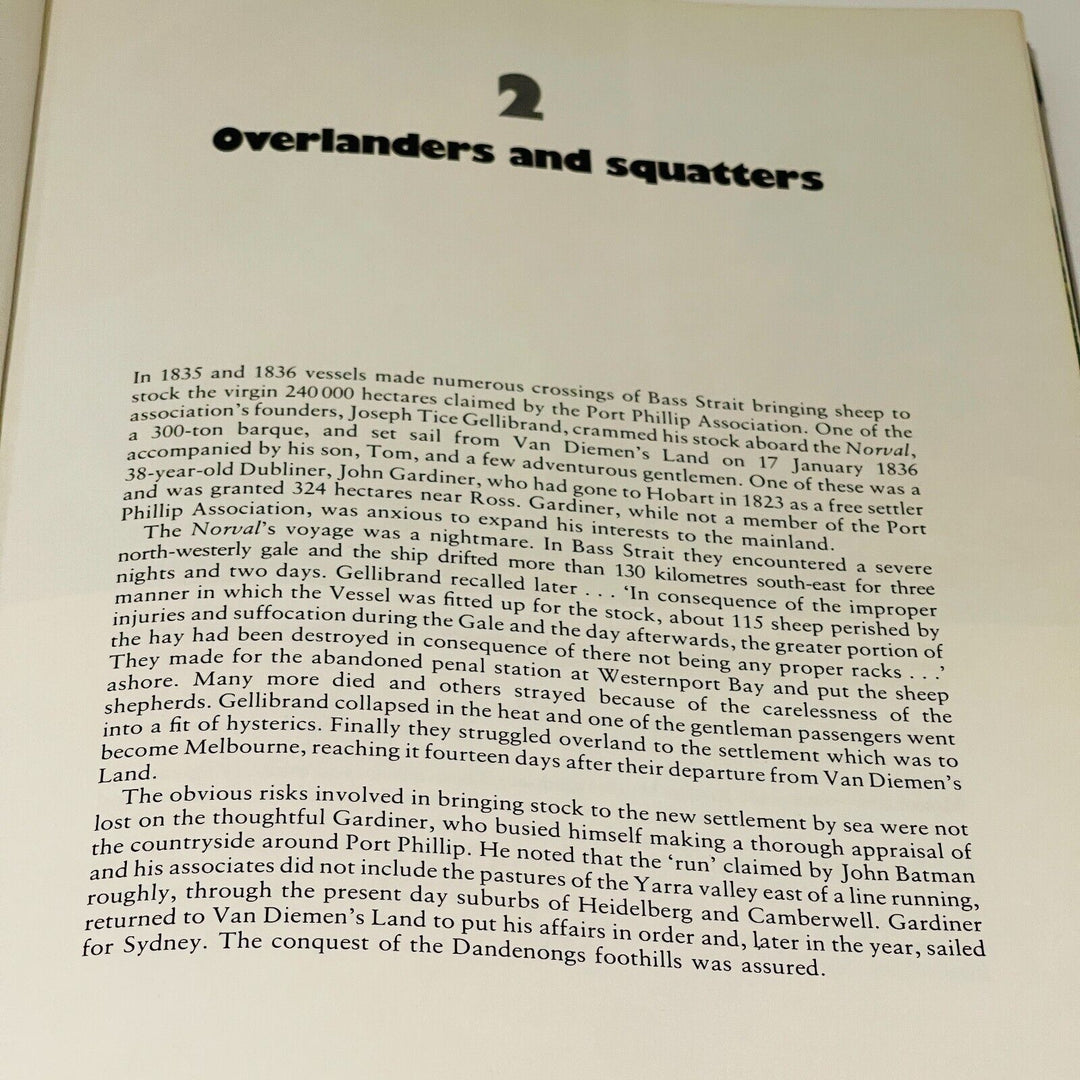 2
overlanders and squatters
In 1835 and 1836 vessels made numerous crossings of Bass Strait bringing sheep to
stock the virgin 240 000 hectares claimed by the Port Phillip Association. One of the
association's founders, Joseph Tice Gellibrand, crammed his stock aboard the Norval,
a 300-ton barque, and set sail from Van Diemen's Land on 17 January 1836
accompanied by his son, Tom, and a few adventurous gentlemen. One of these was a
38-year-old Dubliner, John Gardiner, who had gone to Hobart in 1823 as a free settler
and was granted 324 hectares near Ross. Gardiner, while not a member of the Port
Phillip Association, was anxious to expand his interests to the mainland.
The Norval's voyage was a nightmare. In Bass Strait they encountered a severe
north-westerly gale and the ship drifted more than 130 kilometres south-east for three
nights and two days. Gellibrand recalled later . . . 'In consequence of the improper
manner in which the Vessel was fitted up for the stock, about 115 sheep perished by
injuries and suffocation during the Gale and the day afterwards, the greater portion of
the hay had been destroyed in consequence of there not being any proper racks . . .'
They made for the abandoned penal station at Westernport Bay and put the sheep
ashore. Many more died and others strayed because of the carelessness of the
shepherds. Gellibrand collapsed in the heat and one of the gentleman passengers went
into a fit of hysterics. Finally they struggled overland to the settlement which was to
become Melbourne, reaching it fourteen days after their departure from Van Diemen's
Land.
The obvious risks involved in bringing stock to the new settlement by sea were not
lost on the thoughtful Gardiner, who busied himself making a thorough appraisal of
the countryside around Port Phillip. He noted that the 'run' claimed by John Batman
and his associates did not include the pastures of the Yarra valley east of a line running,
roughly, through the present day suburbs of Heidelberg and Camberwell. Gardiner
returned to Van Diemen's Land to put his affairs in order and, later in the year, sailed
for Sydney. The conquest of the Dandenongs foothills was assured.